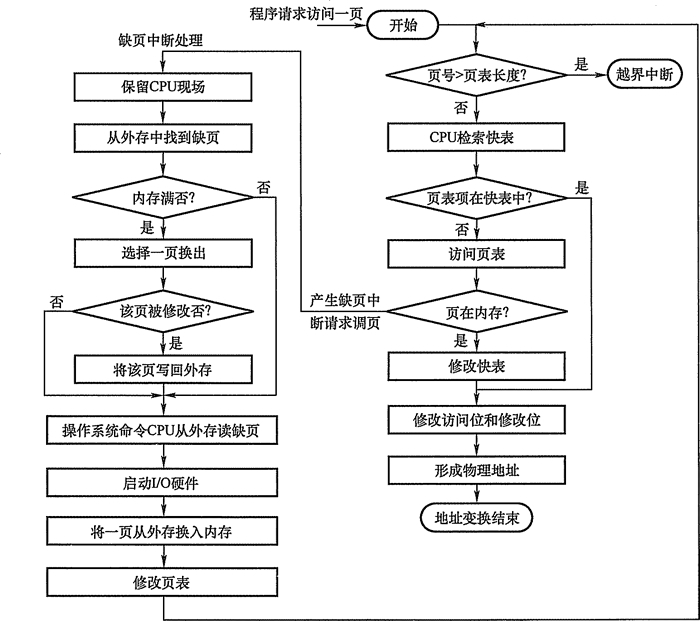 程序请求访问一页
开始
缺页中断处理
页号>页表长度?
是
越界中断
保留CPU现场
否
从外存中找到缺页
CPU检索快表
内存满否?
否
页表项在快表中?
是
是
否
选择一页换出
访问页表
否
该页被修改否?
产生缺页中
断请求调页
页在内存?
是
是
将该页写回外存
修改快表
操作系统命令CPU从外存读缺页
修改访问位和修改位
启动I/O硬件
形成物理地址
将一页从外存换入内存
地址变换结束
修改页表